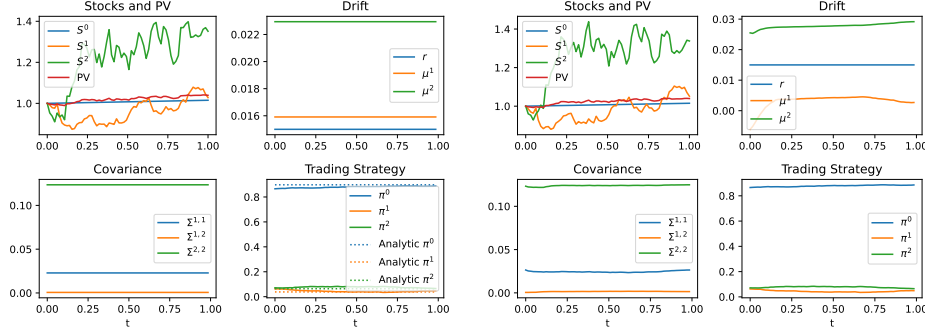 Stocks and PV
1.4
1.2
1.0
S^0
S^1
S^2
PV
0.00 0.25 0.50 0.75 1.00
Drift
0.022
0.020
0.018
0.016
r
μ^1
μ^2
0.00 0.25 0.50 0.75 1.00
Stocks and PV
1.4
1.2
1.0
S^0
S^1
S^2
PV
0.00 0.25 0.50 0.75 1.00
Drift
0.03
0.02
0.01
0.00
r
μ^1
μ^2
0.00 0.25 0.50 0.75 1.00
Covariance
0.10
0.05
0.00
Σ^{1,1}
Σ^{1,2}
Σ^{2,2}
0.00 0.25 0.50 0.75 1.00
t
Trading Strategy
0.8
0.6
0.4
0.2
0.0
π^0
π^1
π^2
Analytic π^0
Analytic π^1
Analytic π^2
0.00 0.25 0.50 0.75 1.00
t
Covariance
0.10
0.05
0.00
Σ^{1,1}
Σ^{1,2}
Σ^{2,2}
0.00 0.25 0.50 0.75 1.00
t
Trading Strategy
0.8
0.6
0.4
0.2
0.0
π^0
π^1
π^2
0.00 0.25 0.50 0.75 1.00
t